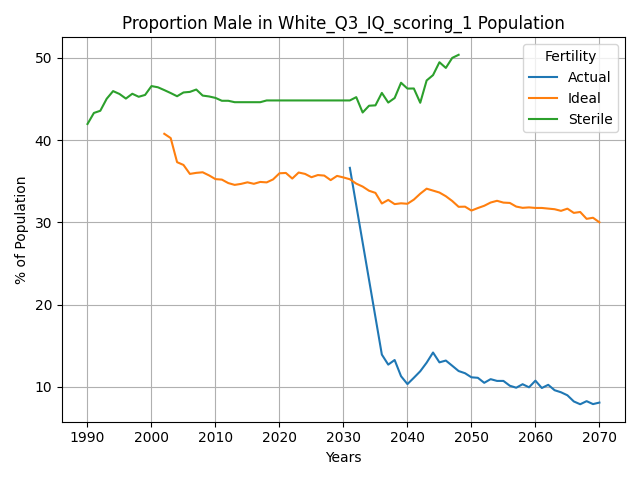 Proportion Male in White_Q3_IQ_scoring_1 Population
% of Population
50
40
30
20
10
Fertility
Actual
Ideal
Sterile
1990 2000 2010 2020 2030 2040 2050 2060 2070
Years